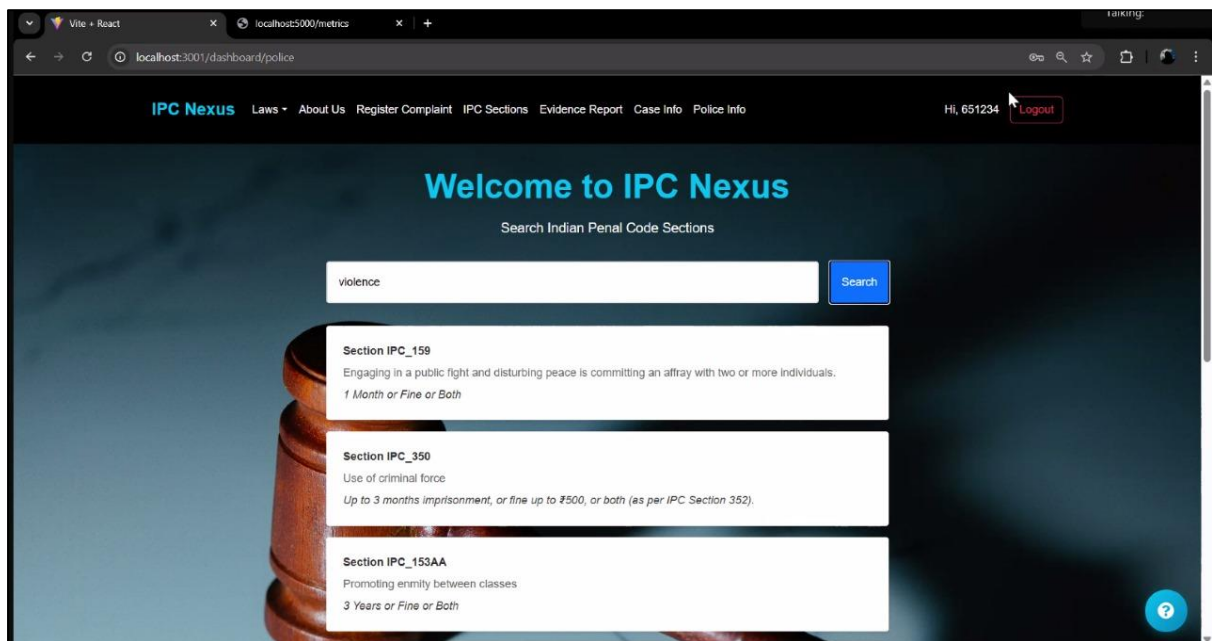 Talking:
Vite + React
localhost:5000/metrics
localhost:3001/dashboard/police
IPC Nexus Laws About Us Register Complaint IPC Sections Evidence Report Case Info Police Info Hi, 651234 Logout
Welcome to IPC Nexus
Search Indian Penal Code Sections
violence Search
Section IPC_159
Engaging in a public fight and disturbing peace is committing an affray with two or more individuals.
1 Month or Fine or Both
Section IPC_350
Use of criminal force
Up to 3 months imprisonment, or fine up to ₹500, or both (as per IPC Section 352).
Section IPC_153AA
Promoting enmity between classes
3 Years or Fine or Both
?